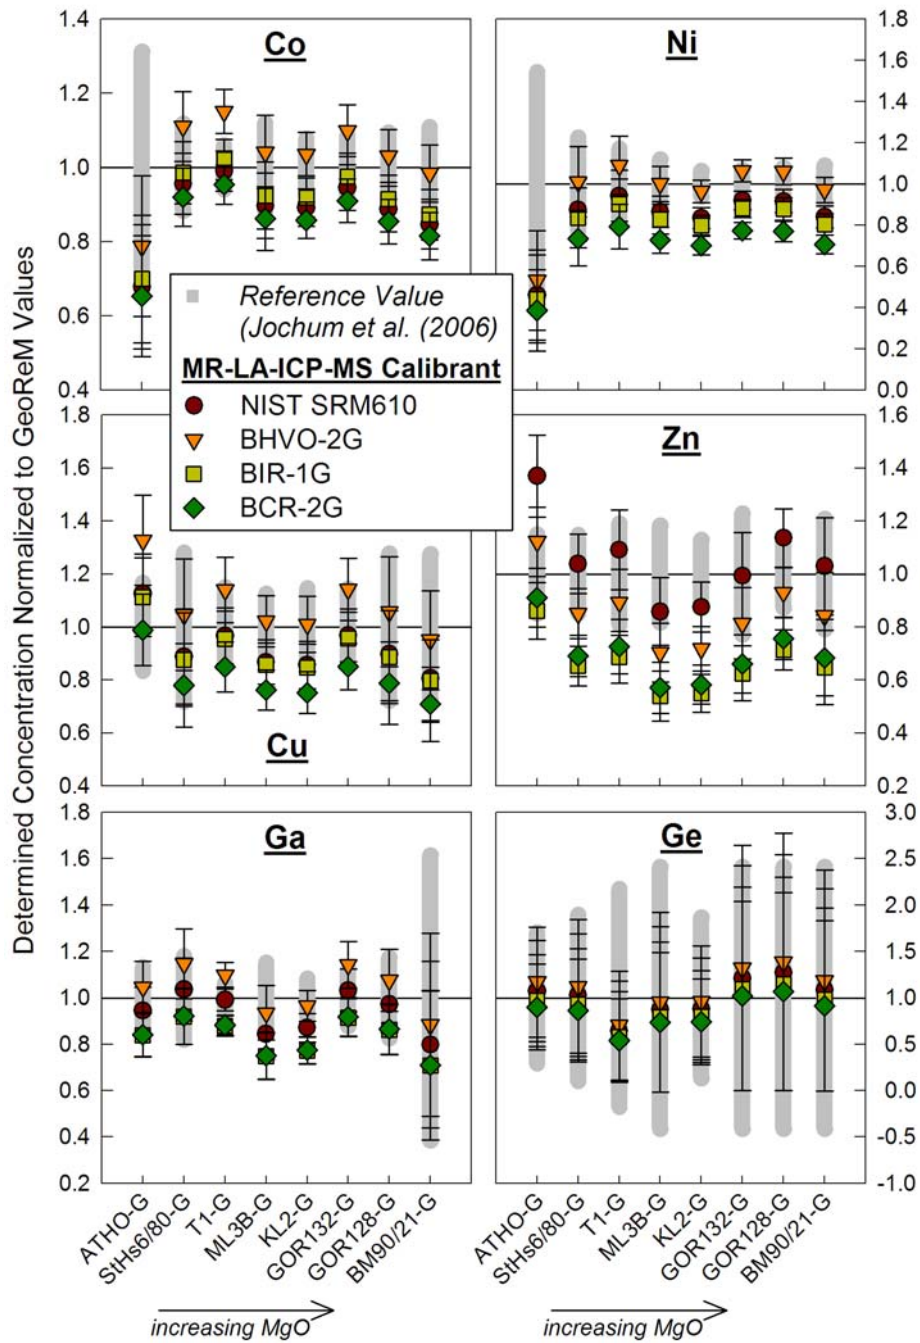 Determined Concentration Normalized to GeoReM Values
Co
1.4
1.2
1.0
0.8
0.6
0.4
Ni
1.8
1.6
1.4
1.2
1.0
0.8
0.6
0.4
0.2
0.0
Reference Value
(Jochum et al. (2006)
MR-LA-ICP-MS Calibrant
NIST SRM610
BHVO-2G
BIR-1G
BCR-2G
Cu
1.8
1.6
1.4
1.2
1.0
0.8
0.6
0.4
Zn
1.6
1.4
1.2
1.0
0.8
0.6
0.4
0.2
Ga
1.8
1.6
1.4
1.2
1.0
0.8
0.6
0.4
0.2
Ge
3.0
2.5
2.0
1.5
1.0
0.5
0.0
-0.5
-1.0
ATHO-G
StHs6/80-G
T1-G
ML3B-G
KL2-G
GOR132-G
GOR128-G
BM90/21-G
ATHO-G
StHs6/80-G
T1-G
ML3B-G
KL2-G
GOR132-G
GOR128-G
BM90/21-G
increasing MgO
increasing MgO